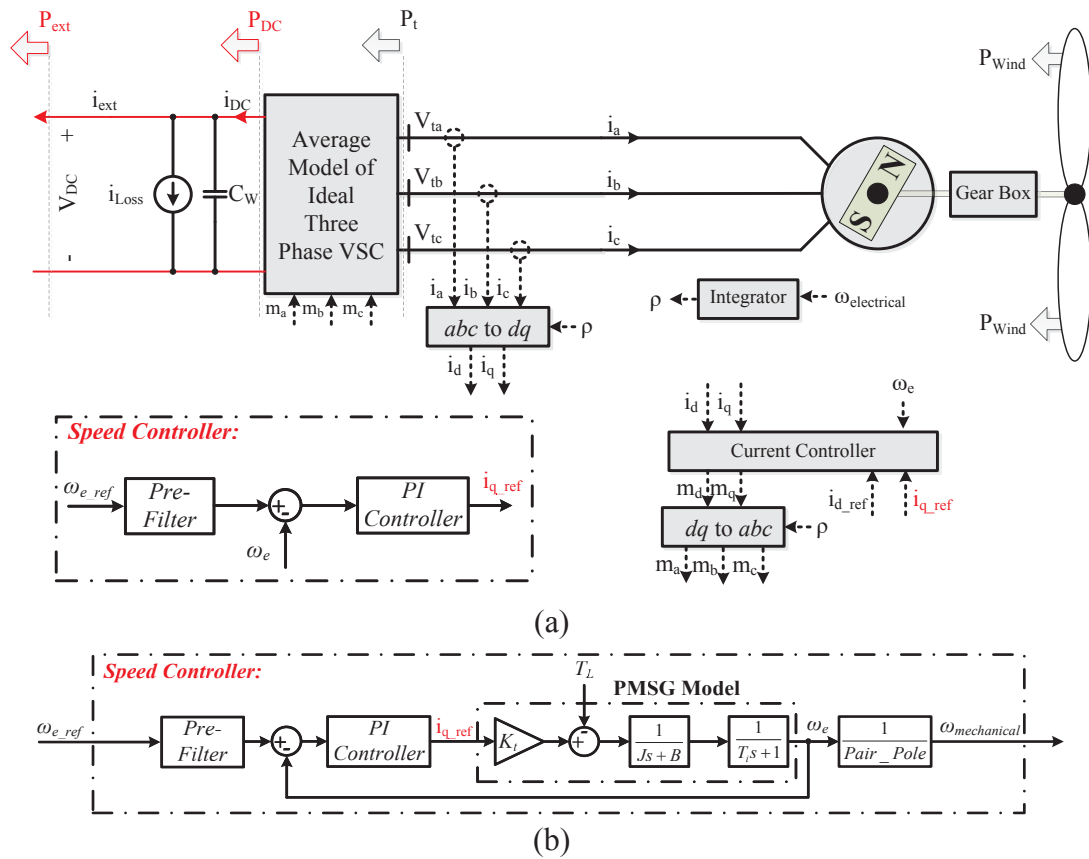 P_ext
P_DC
P_t
P_Wind
i_ext
i_DC
+
V_DC
-
i_Loss
C_W
Average
Model of
Ideal
Three
Phase VSC
V_ta
V_tb
V_tc
i_a
i_b
i_c
N
S
Gear Box
m_a
m_b
m_c
i_a
i_b
i_c
abc to dq
ρ
i_d
i_q
ρ
Integrator
ω_electrical
P_Wind
Speed Controller:
ω_e_ref
Pre-
Filter
+
-
ω_e
PI
Controller
i_q_ref
i_d
i_q
ω_e
Current Controller
m_d
m_q
i_d_ref
i_q_ref
dq to abc
ρ
m_a
m_b
m_c
(a)
Speed Controller:
T_L
PMSG Model
ω_e_ref
Pre-
Filter
+
-
PI
Controller
i_q_ref
K_t
+
-
1
Js + B
1
T_i s + 1
ω_e
1
Pair_Pole
ω_mechanical
(b)